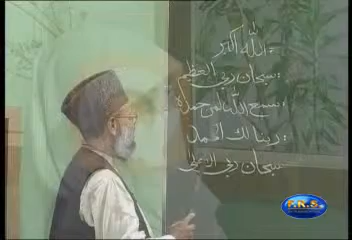 الله اكبر
سبحان ربي العظيم
سمع الله لمن حمده
ربنا لك الحمد
سبحان ربي الاعلى